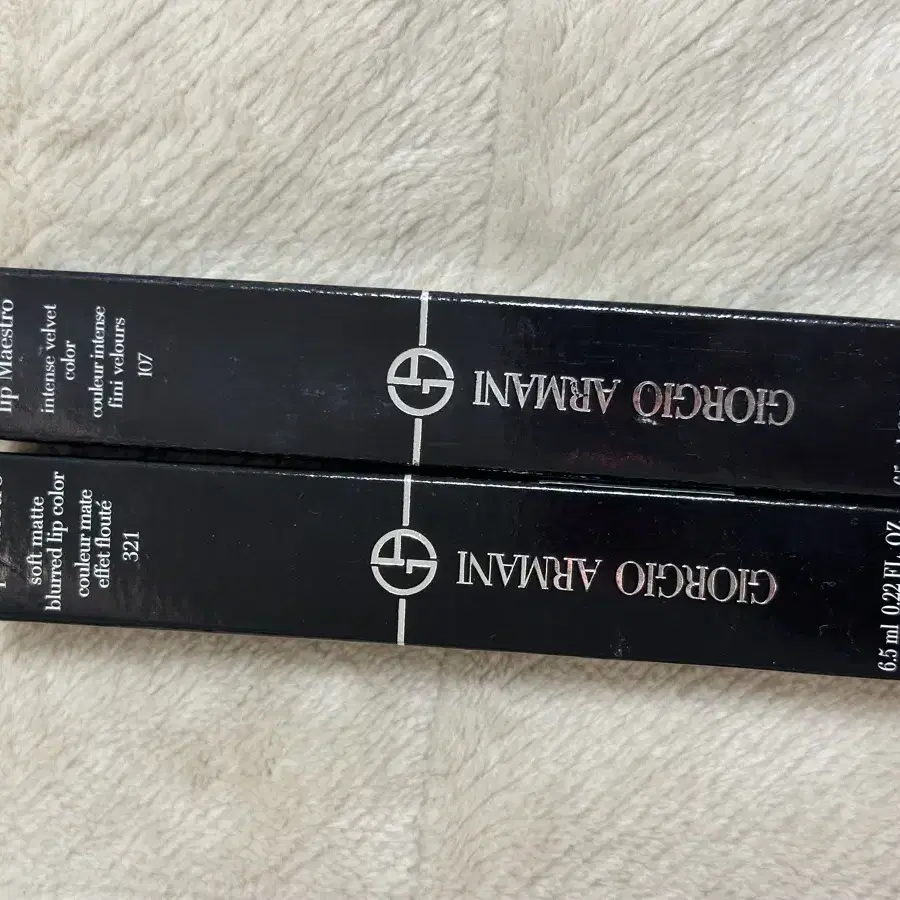 lip Maestro
intense velvet
color
couleur intense
fini velours
107
GIORGIO ARMANI
soft matte
blurred lip color
couleur mate
effet flouté
321
GIORGIO ARMANI
6.5 ml 0.22 FL. OZ